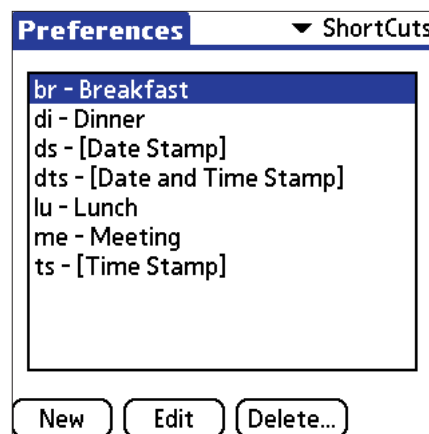 Preferences ShortCuts
br - Breakfast
di - Dinner
ds - [Date Stamp]
dts - [Date and Time Stamp]
lu - Lunch
me - Meeting
ts - [Time Stamp]
New Edit Delete...